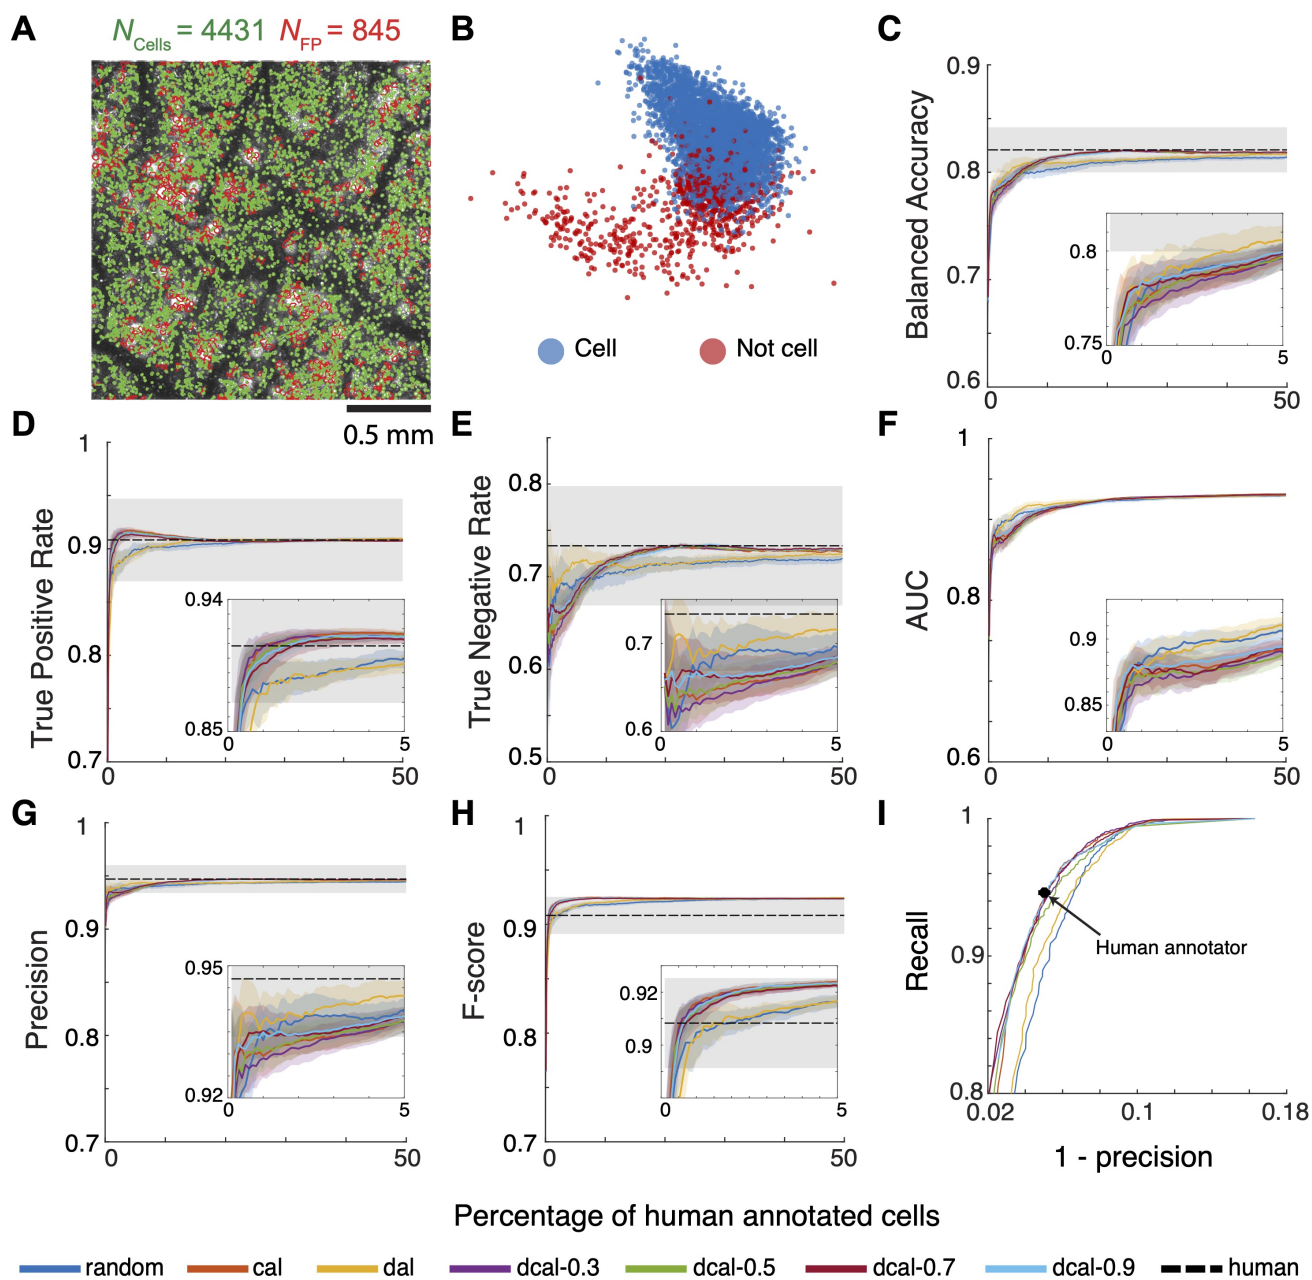 A
N Cells = 4431 N FP = 845
0.5 mm
B
Cell
Not cell
C
Balanced Accuracy
0.9
0.8
0.7
0.6
0
50
0.8
0.75
0
5
D
True Positive Rate
1
0.9
0.8
0.7
0
50
0.94
0.85
0
5
E
True Negative Rate
0.8
0.7
0.6
0.5
0
50
0.7
0.6
0
5
F
AUC
1
0.8
0.6
0
50
0.9
0.85
0
5
G
Precision
1
0.9
0.8
0.7
0
50
0.95
0.92
0
5
H
F-score
1
0.9
0.8
0.7
0
50
0.92
0.9
0
5
I
Recall
1
0.9
0.8
0.02
0.1
0.18
Human annotator
1 - precision
Percentage of human annotated cells
random cal dal dcal-0.3 dcal-0.5 dcal-0.7 dcal-0.9 human